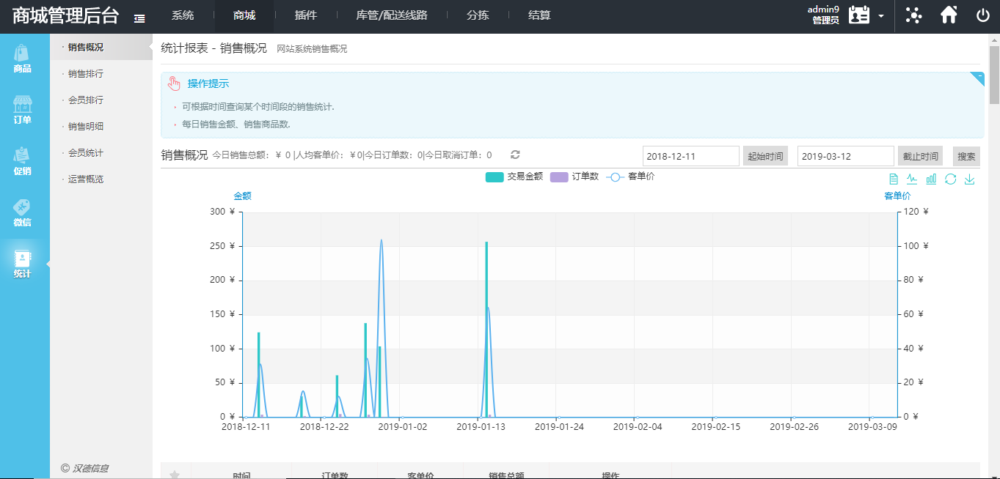 商城管理后台
系统 商城 插件 库管/配送线路 分拣 结算
admin9
管理员
商品
订单
促销
微信
统计
· 销售概况
· 销售排行
· 会员排行
· 销售明细
· 会员统计
· 运营概览
© 汉德信息
统计报表 - 销售概况 网站系统销售概况
操作提示
· 可根据时间查询某个时间段的销售统计.
· 每日销售金额、销售商品数.
销售概况 今日销售总额：￥ 0 |人均客单价：￥0|今日订单数：0|今日取消订单：0
2018-12-11 起始时间 2019-03-12 截止时间 搜索
交易金额 订单数 客单价
金额 客单价
300 ￥ 120 ￥
250 ￥ 100 ￥
200 ￥ 80 ￥
150 ￥ 60 ￥
100 ￥ 40 ￥
50 ￥ 20 ￥
0 ￥ 0 ￥
2018-12-11 2018-12-22 2019-01-02 2019-01-13 2019-01-24 2019-02-04 2019-02-15 2019-02-26 2019-03-09
时间 订单数 客单价 销售总额 操作